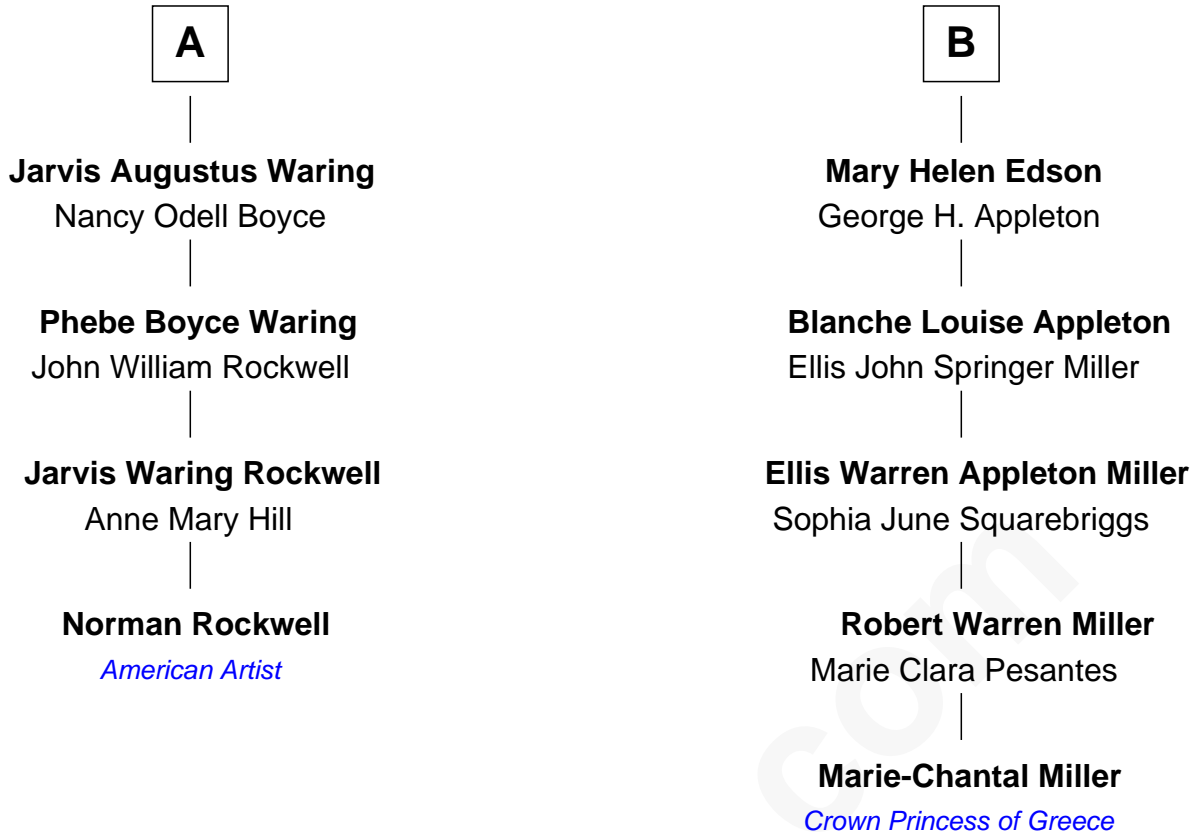 A
Jarvis Augustus Waring
Nancy Odell Boyce
Phebe Boyce Waring
John William Rockwell
Jarvis Waring Rockwell
Anne Mary Hill
Norman Rockwell
American Artist
B
Mary Helen Edson
George H. Appleton
Blanche Louise Appleton
Ellis John Springer Miller
Ellis Warren Appleton Miller
Sophia June Squarebriggs
Robert Warren Miller
Marie Clara Pesantes
Marie-Chantal Miller
Crown Princess of Greece
com